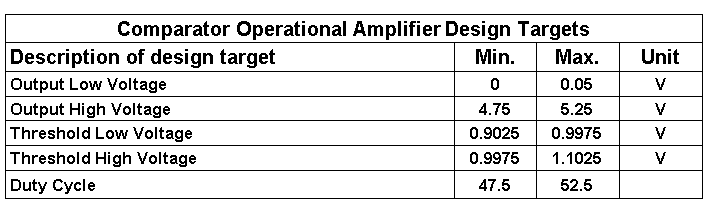 Comparator Operational Amplifier Design Targets
Description of design target Min. Max. Unit
Output Low Voltage 0 0.05 V
Output High Voltage 4.75 5.25 V
Threshold Low Voltage 0.9025 0.9975 V
Threshold High Voltage 0.9975 1.1025 V
Duty Cycle 47.5 52.5